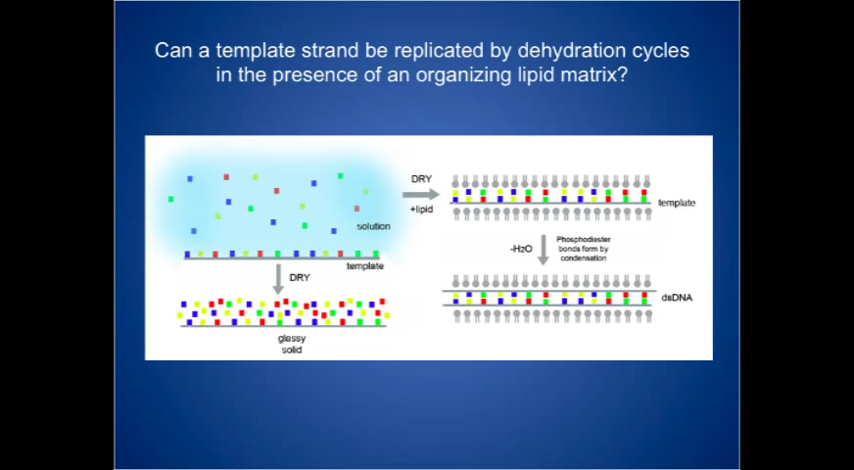 Can a template strand be replicated by dehydration cycles
in the presence of an organizing lipid matrix?
solution
template
DRY
glassy
solid
DRY
+lipid
template
-H2O
Phosphodiester
bonds form by
condensation
dsDNA